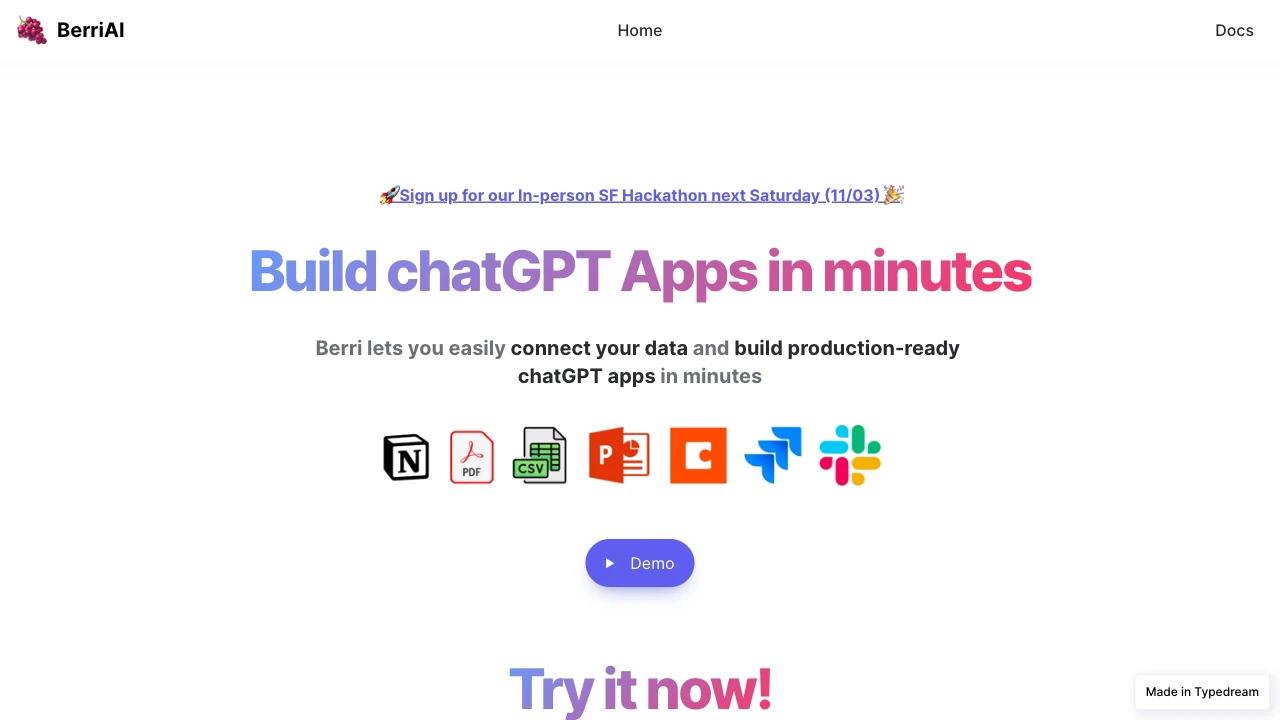 BerriAI
Home
Docs
🚀Sign up for our In-person SF Hackathon next Saturday (11/03) 🎉
Build chatGPT Apps in minutes
Berri lets you easily connect your data and build production-ready
chatGPT apps in minutes
N
PDF
CSV
P
Demo
Try it now!
Made in Typedream